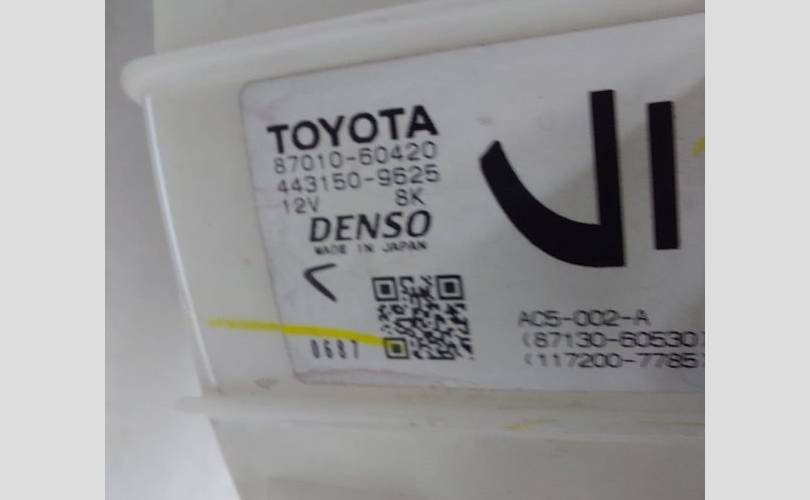 TOYOTA
87010-60420
443150-9625
12V 8K
DENSO
MADE IN JAPAN
0687
AC5-002-A
(87130-60530)
(117200-7785)